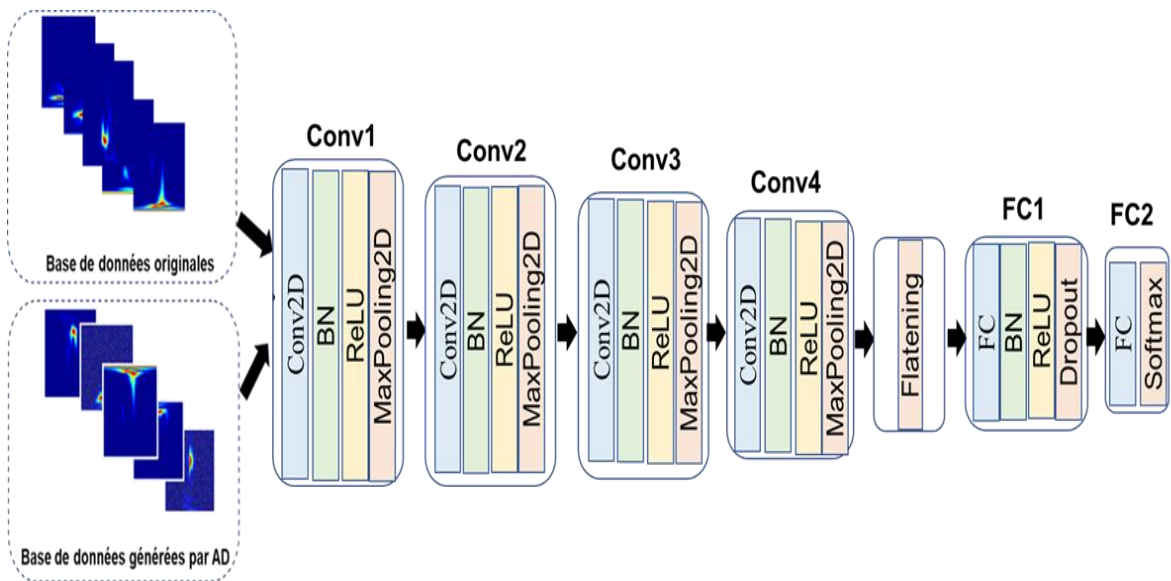 Base de données originales
Base de données générées par AD
Conv1
Conv2D
BN
ReLU
MaxPooling2D
Conv2
Conv2D
BN
ReLU
MaxPooling2D
Conv3
Conv2D
BN
ReLU
MaxPooling2D
Conv4
Conv2D
BN
ReLU
MaxPooling2D
Flatening
FC1
FC
BN
ReLU
Dropout
FC2
FC
Softmax